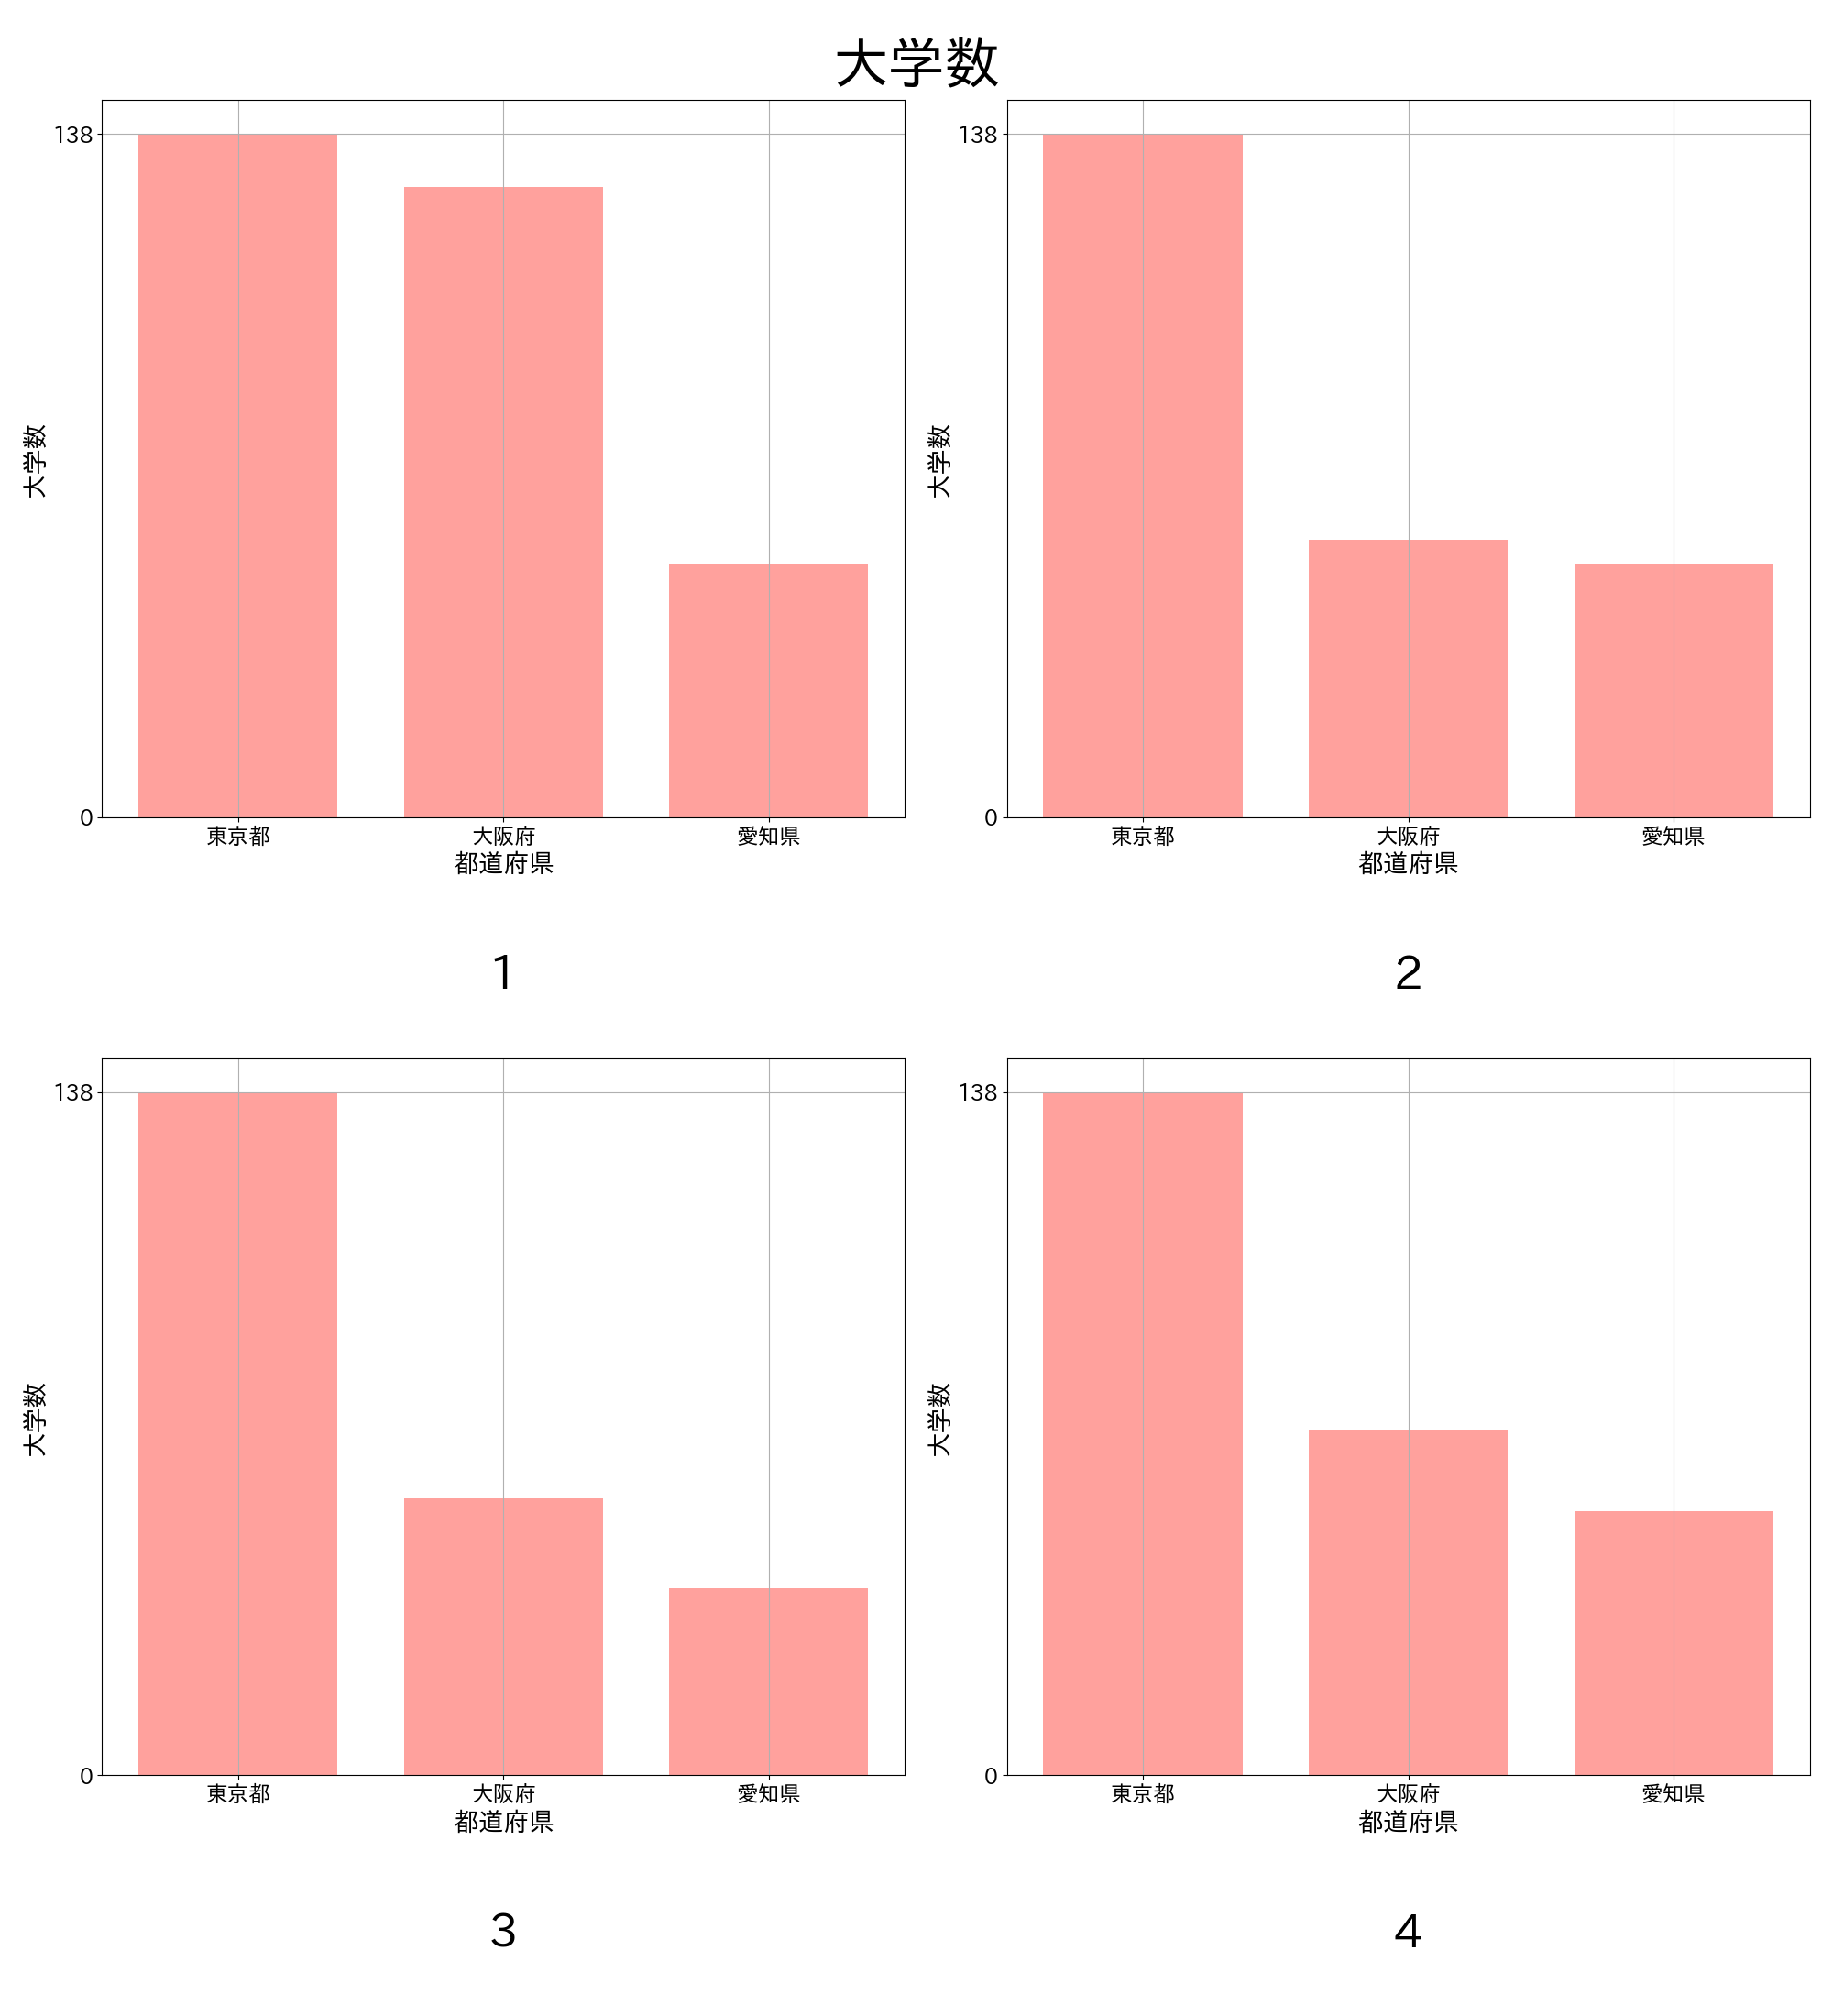 大学数
138
0
大学数
東京都 大阪府 愛知県
都道府県
1
138
0
大学数
東京都 大阪府 愛知県
都道府県
2
138
0
大学数
東京都 大阪府 愛知県
都道府県
3
138
0
大学数
東京都 大阪府 愛知県
都道府県
4